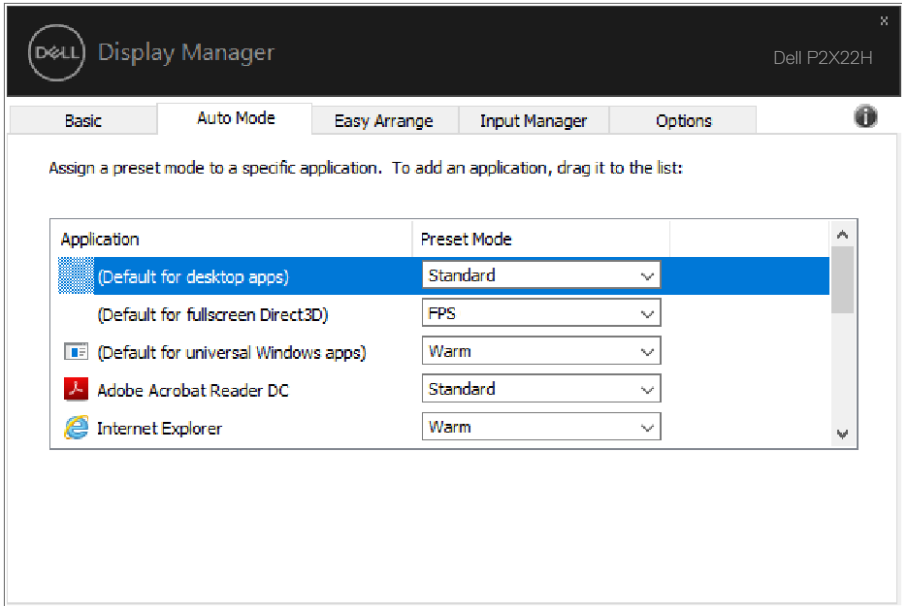 x
DELL Display Manager
Dell P2X22H
Basic Auto Mode Easy Arrange Input Manager Options
Assign a preset mode to a specific application. To add an application, drag it to the list:
Application Preset Mode
(Default for desktop apps) Standard
(Default for fullscreen Direct3D) FPS
(Default for universal Windows apps) Warm
Adobe Acrobat Reader DC Standard
Internet Explorer Warm